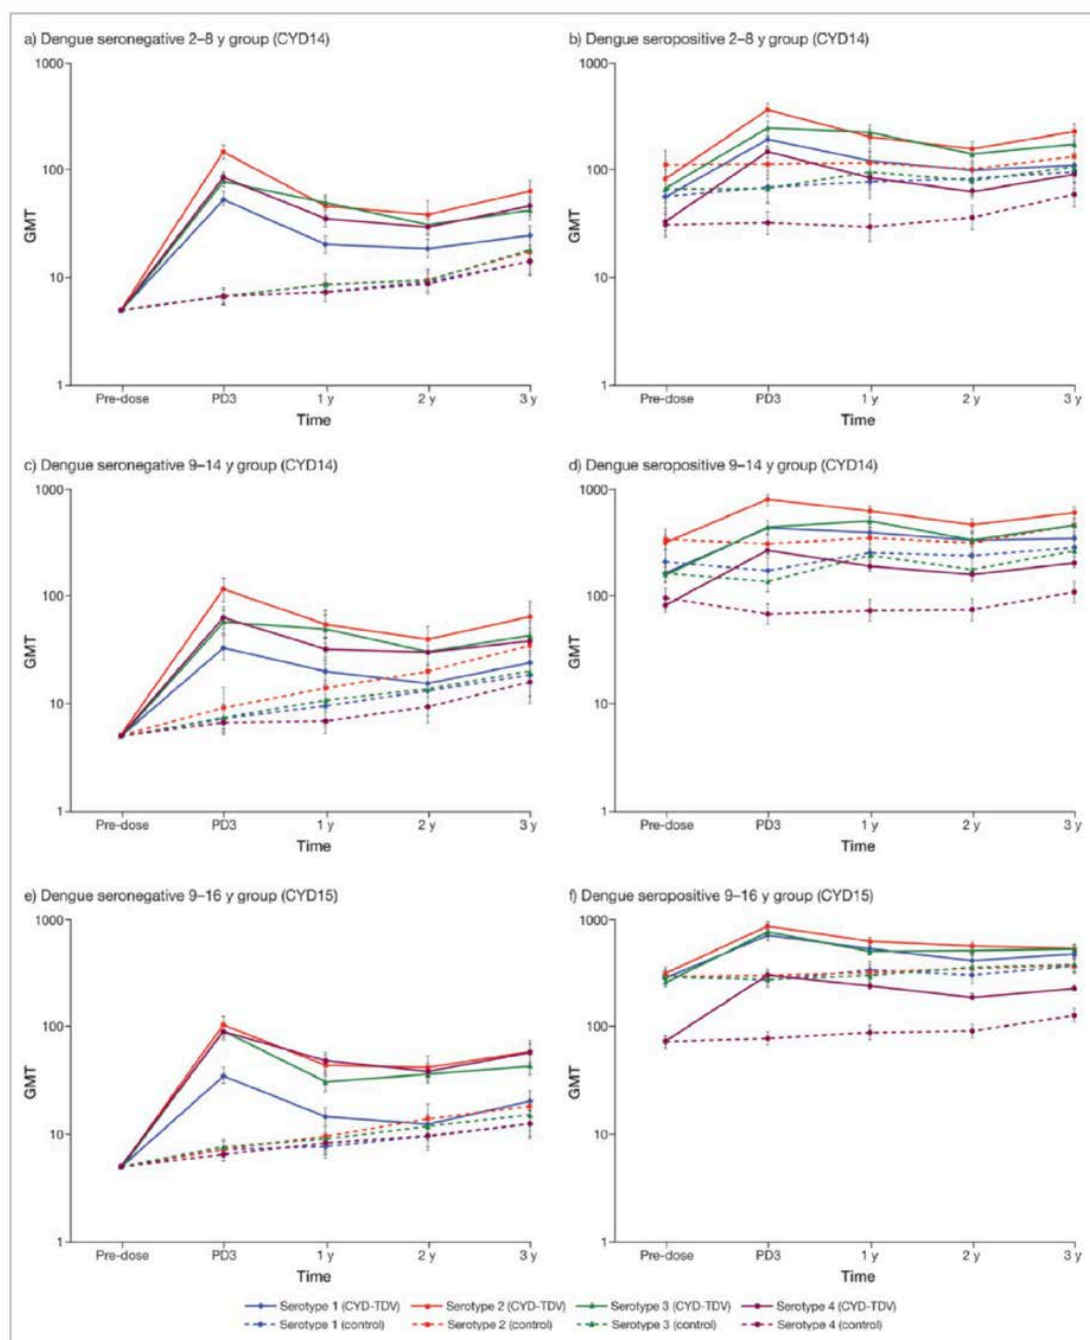 a) Dengue seronegative 2–8 y group (CYD14)
1000
100
10
1
GMT
Pre-dose PD3 1 y 2 y 3 y
Time
b) Dengue seropositive 2–8 y group (CYD14)
1000
100
10
1
GMT
Pre-dose PD3 1 y 2 y 3 y
Time
c) Dengue seronegative 9–14 y group (CYD14)
1000
100
10
1
GMT
Pre-dose PD3 1 y 2 y 3 y
Time
d) Dengue seropositive 9–14 y group (CYD14)
1000
100
10
1
GMT
Pre-dose PD3 1 y 2 y 3 y
Time
e) Dengue seronegative 9–16 y group (CYD15)
1000
100
10
1
GMT
Pre-dose PD3 1 y 2 y 3 y
Time
f) Dengue seropositive 9–16 y group (CYD15)
1000
100
10
1
GMT
Pre-dose PD3 1 y 2 y 3 y
Time
Serotype 1 (CYD-TDV) Serotype 2 (CYD-TDV) Serotype 3 (CYD-TDV) Serotype 4 (CYD-TDV)
Serotype 1 (control) Serotype 2 (control) Serotype 3 (control) Serotype 4 (control)